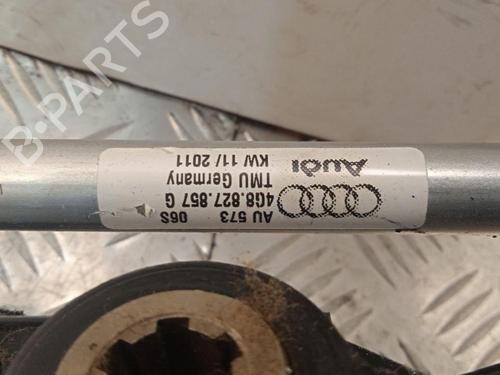 B-PARTS
Audi
AU 573 06S
4G8.827.857 G
TMU Germany
KW 11/ 2011